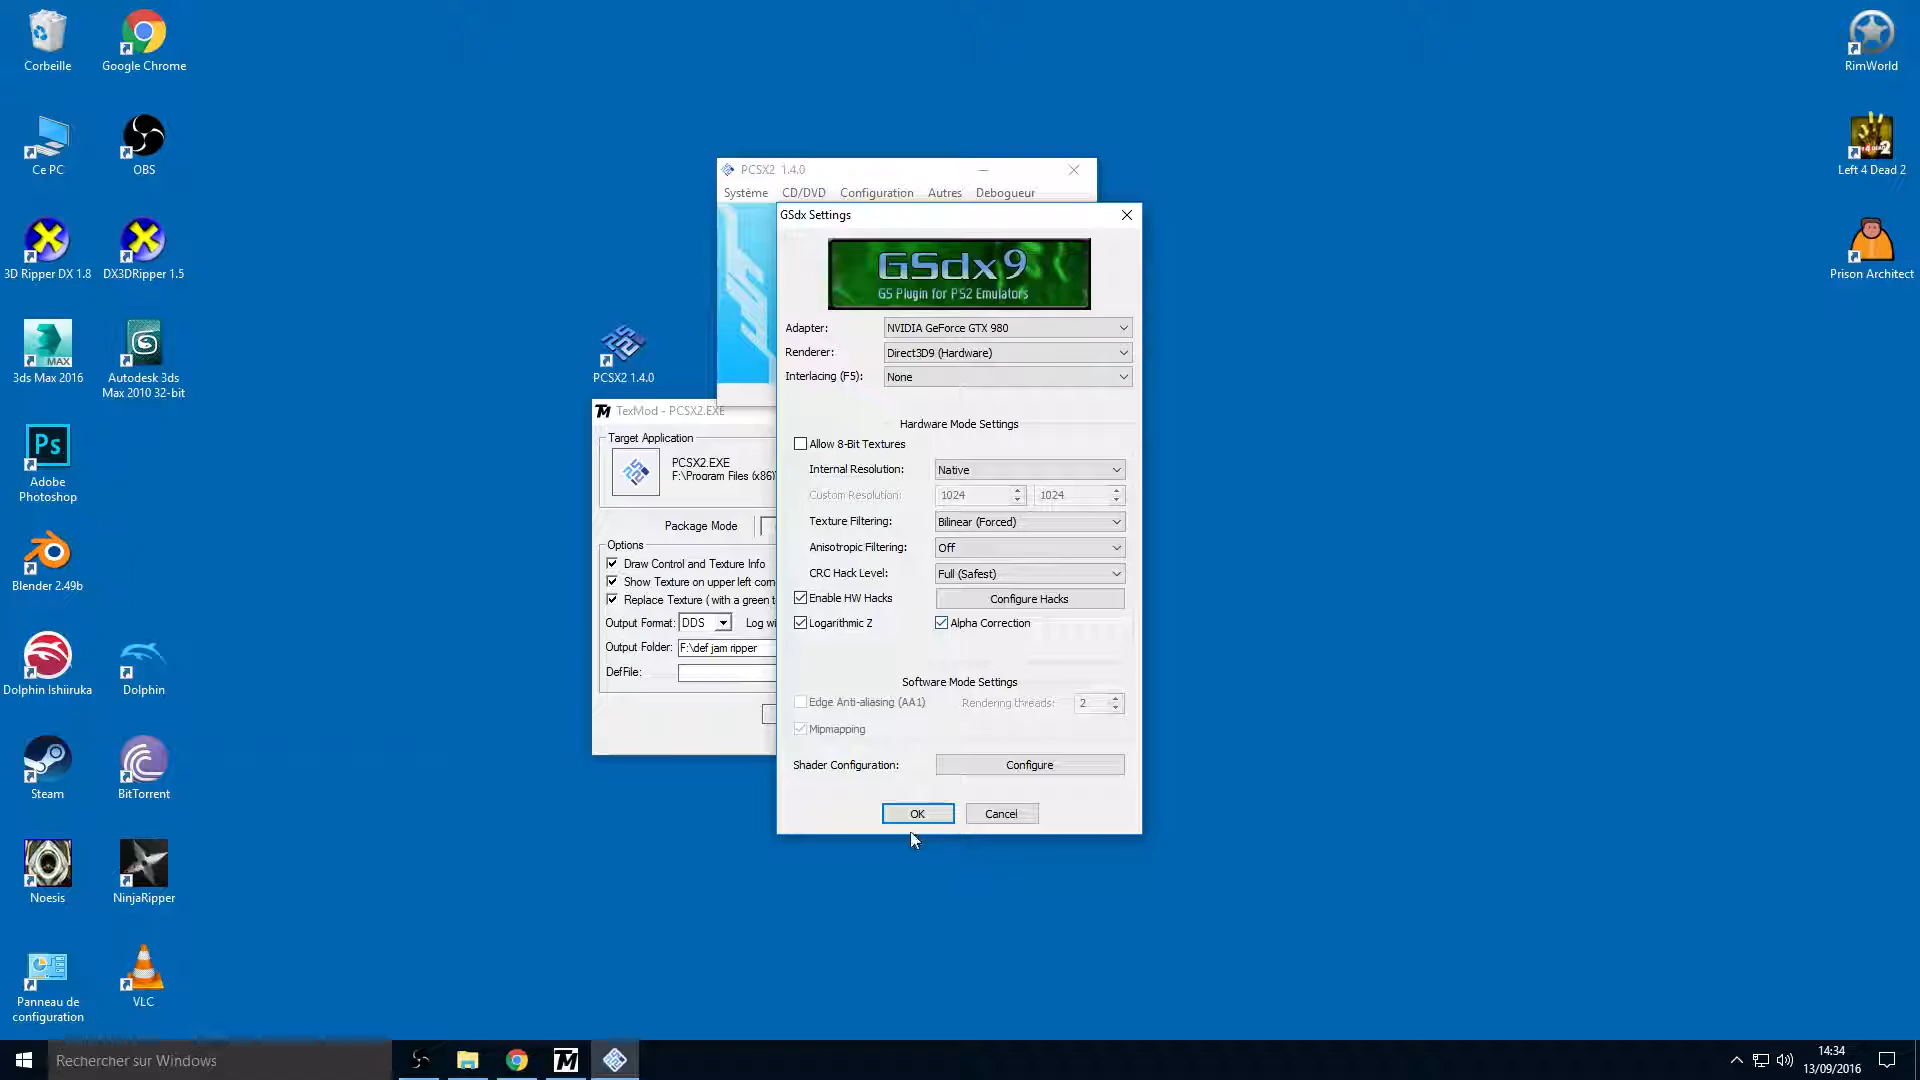 Corbeille
Google Chrome
RimWorld
Ce PC
OBS
Left 4 Dead 2
3D Ripper DX 1.8
DX3DRipper 1.5
Prison Architect
MAX
3ds Max 2016
Autodesk 3ds
Max 2010 32-bit
Ps
Adobe
Photoshop
Blender 2.49b
Dolphin Ishiiruka
Dolphin
Steam
BitTorrent
Noesis
NinjaRipper
Panneau de
configuration
VLC
PCSX2 1.4.0
PCSX2 1.4.0
Système CD/DVD Configuration Autres Debogueur
TexMod - PCSX2.EXE
Target Application
PCSX2.EXE
F:\Program Files (x86)\
Package Mode
Options
Draw Control and Texture Info
Show Texture on upper left corn
Replace Texture ( with a green t
Output Format: DDS Log wi
Output Folder: F:\def jam ripper
DefFile:
GSdx Settings
GSdx9
GS Plugin for PS2 Emulators
Adapter: NVIDIA GeForce GTX 980
Renderer: Direct3D9 (Hardware)
Interlacing (F5): None
Hardware Mode Settings
Allow 8-Bit Textures
Internal Resolution: Native
Custom Resolution: 1024 1024
Texture Filtering: Bilinear (Forced)
Anisotropic Filtering: Off
CRC Hack Level: Full (Safest)
Enable HW Hacks Configure Hacks
Logarithmic Z Alpha Correction
Software Mode Settings
Edge Anti-aliasing (AA1) Rendering threads: 2
Mipmapping
Shader Configuration: Configure
OK Cancel
Rechercher sur Windows
TM
14:34
13/09/2016